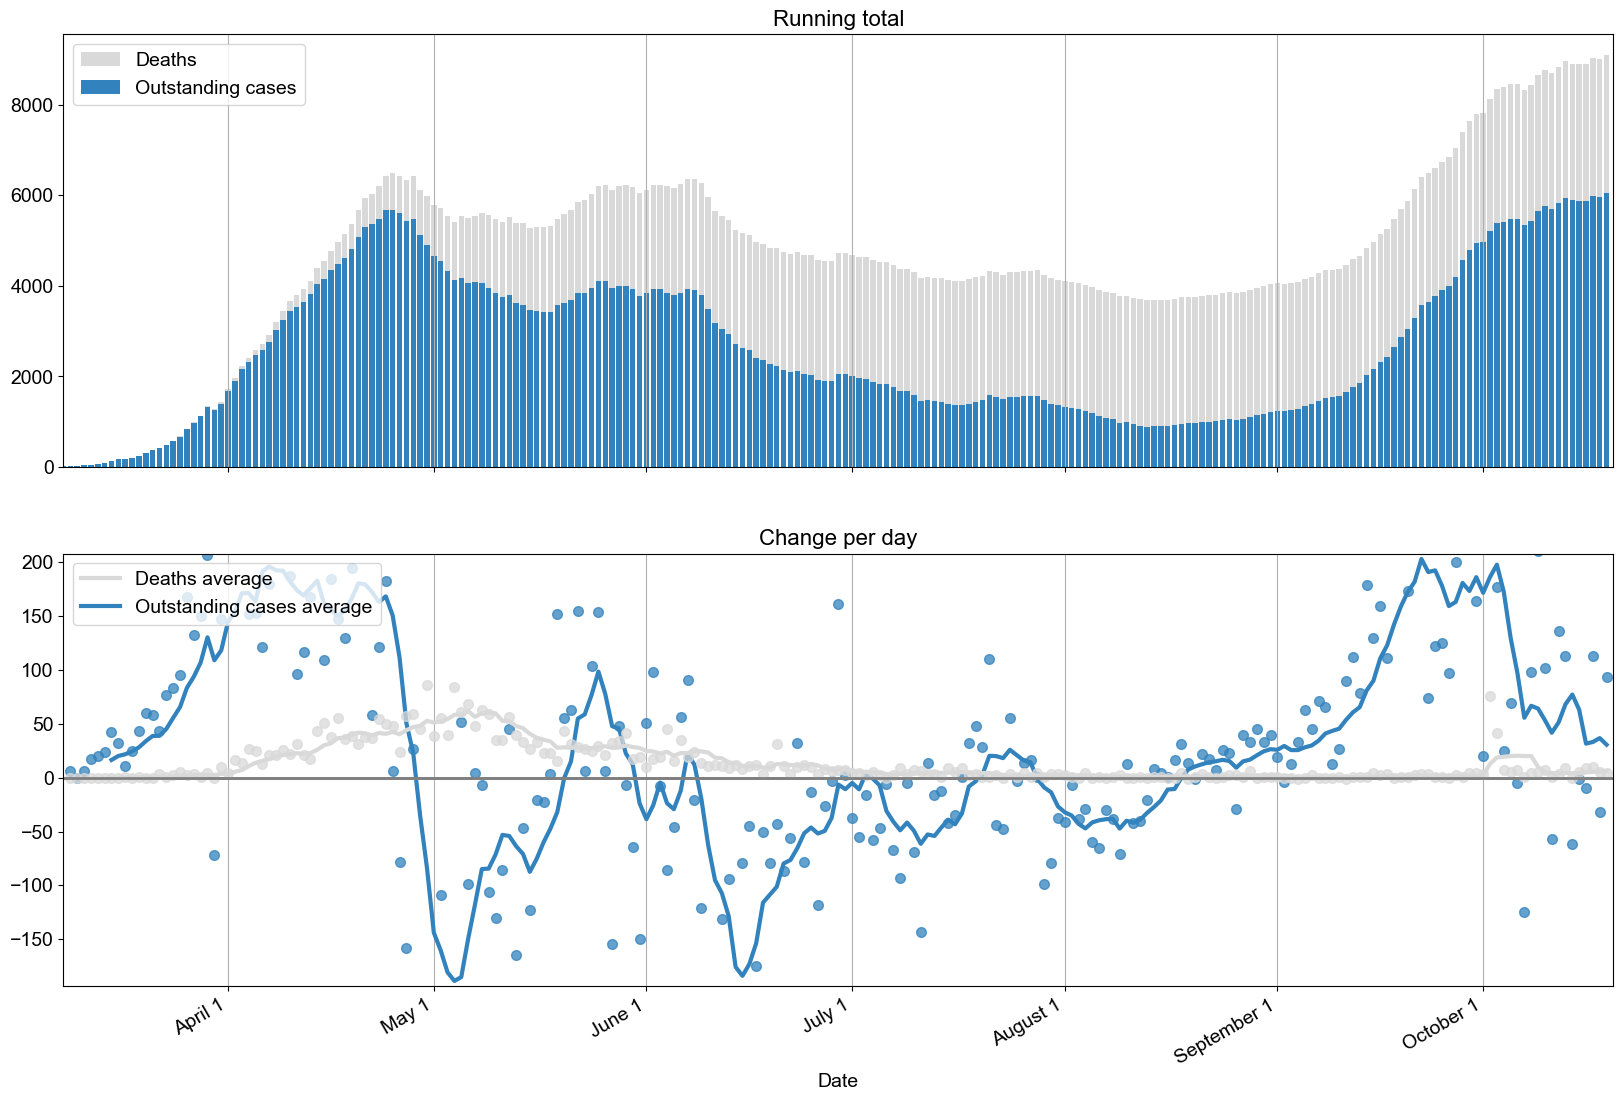 Running total
Deaths
Outstanding cases
8000
6000
4000
2000
0
Change per day
Deaths average
Outstanding cases average
200
150
100
50
0
−50
−100
−150
April 1
May 1
June 1
July 1
August 1
September 1
October 1
Date